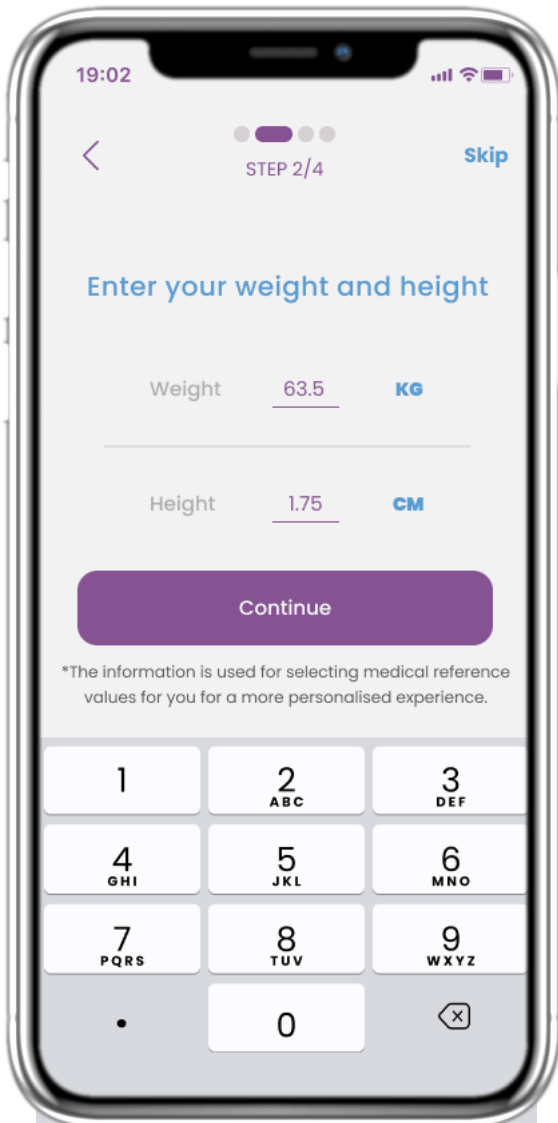 19:02
STEP 2/4
Skip
Enter your weight and height
Weight 63.5 KG
Height 1.75 CM
Continue
*The information is used for selecting medical reference
values for you for a more personalised experience.
1 2 3
ABC DEF
4 5 6
GHI JKL MNO
7 8 9
PQRS TUV WXYZ
. 0